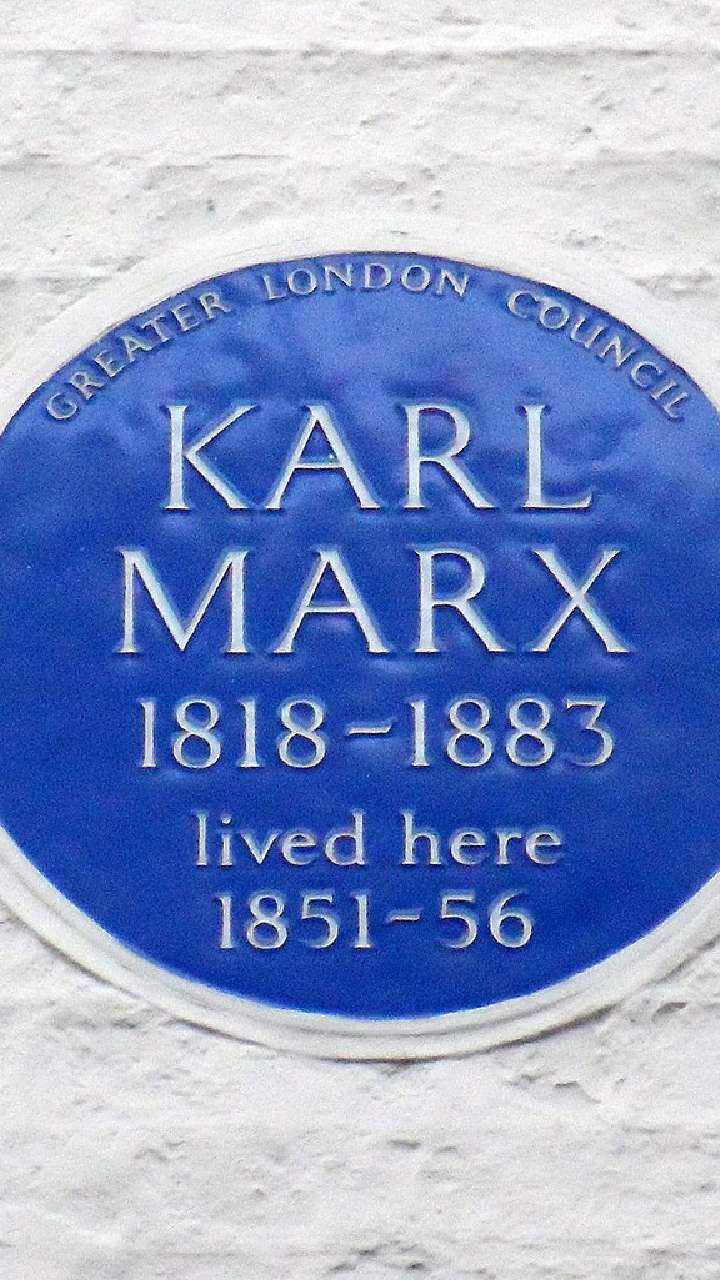 GREATER LONDON COUNCIL
KARL
MARX
1818-1883
lived here
1851-56